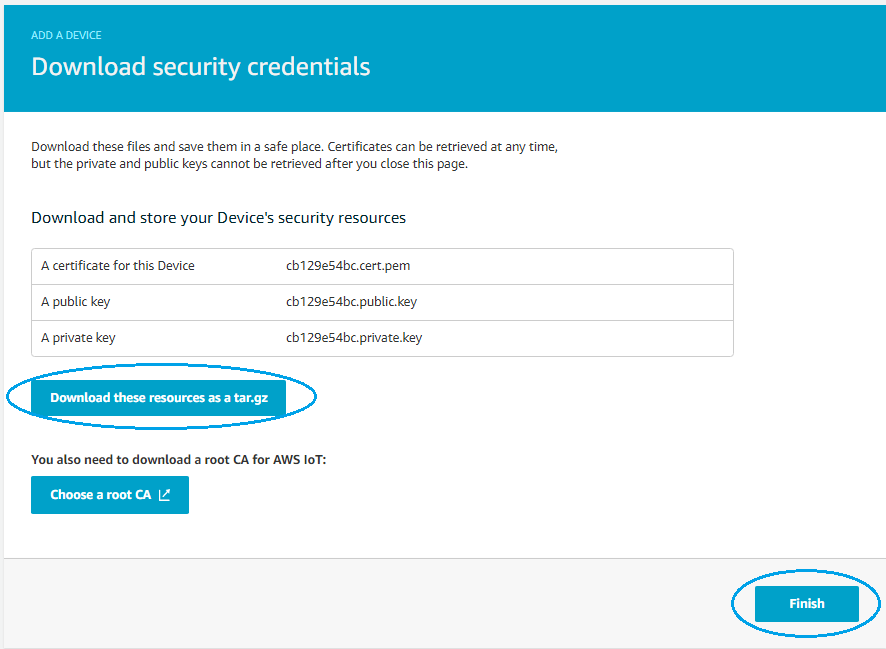 ADD A DEVICE
Download security credentials
Download these files and save them in a safe place. Certificates can be retrieved at any time,
but the private and public keys cannot be retrieved after you close this page.
Download and store your Device's security resources
A certificate for this Device cb129e54bc.cert.pem
A public key cb129e54bc.public.key
A private key cb129e54bc.private.key
Download these resources as a tar.gz
You also need to download a root CA for AWS IoT:
Choose a root CA
Finish